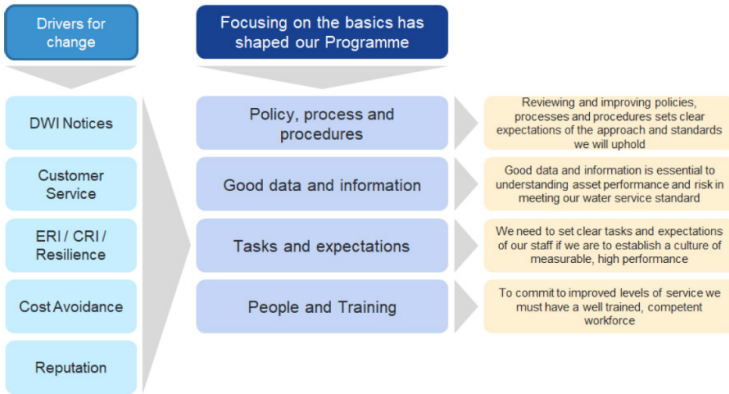 Drivers for
change
Focusing on the basics has
shaped our Programme
DWI Notices
Customer
Service
ERI / CRI /
Resilience
Cost Avoidance
Reputation
Policy, process and
procedures
Reviewing and improving policies,
processes and procedures sets clear
expectations of the approach and standards
we will uphold
Good data and information
Good data and information is essential to
understanding asset performance and risk in
meeting our water service standard
Tasks and expectations
We need to set clear tasks and expectations
of our staff if we are to establish a culture of
measurable, high performance
People and Training
To commit to improved levels of service we
must have a well trained, competent
workforce